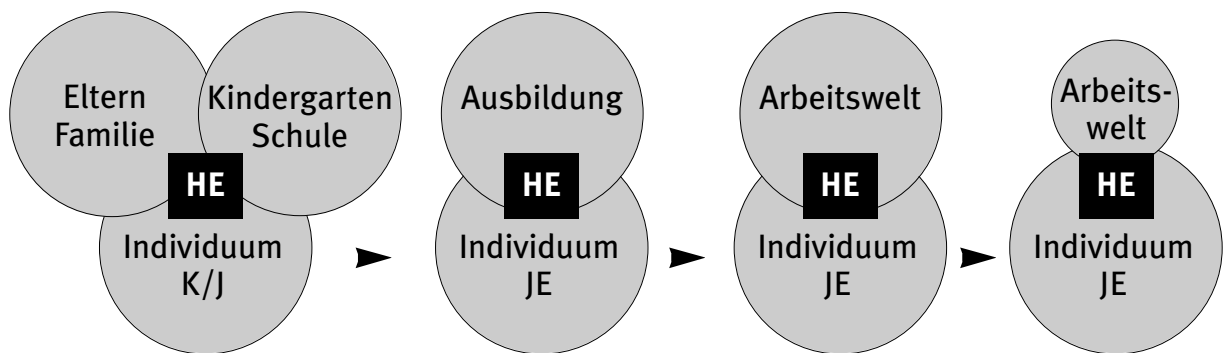 Eltern
Familie
Kindergarten
Schule
HE
Individuum
K/J
Ausbildung
HE
Individuum
JE
Arbeitswelt
HE
Individuum
JE
Arbeits-
welt
HE
Individuum
JE